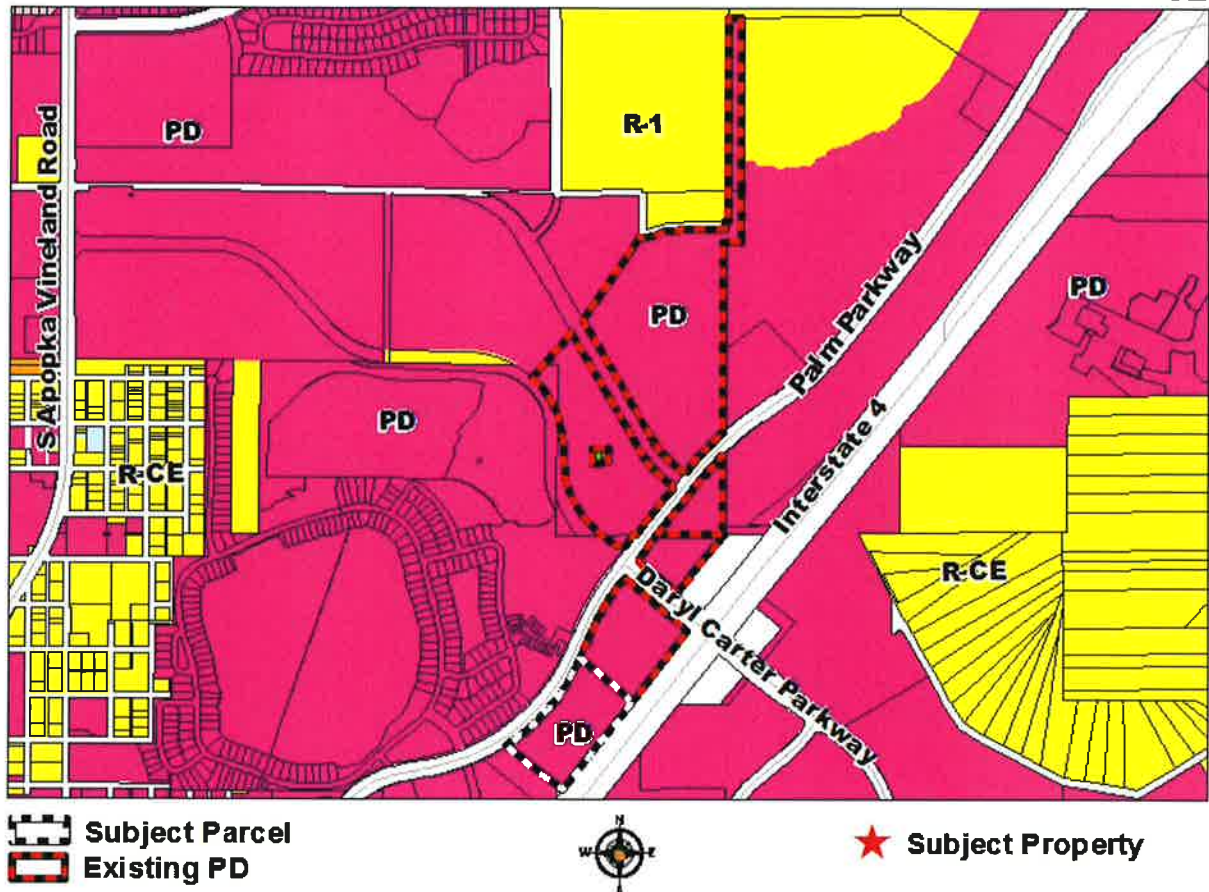 PD
R-1
S Apopka Vineland Road
PD
PD
Palm Parkway
PD
Interstate 4
R-CE
R-CE
Daryl Carter Parkway
PD
Subject Parcel
Existing PD
N
W
E
S
Subject Property